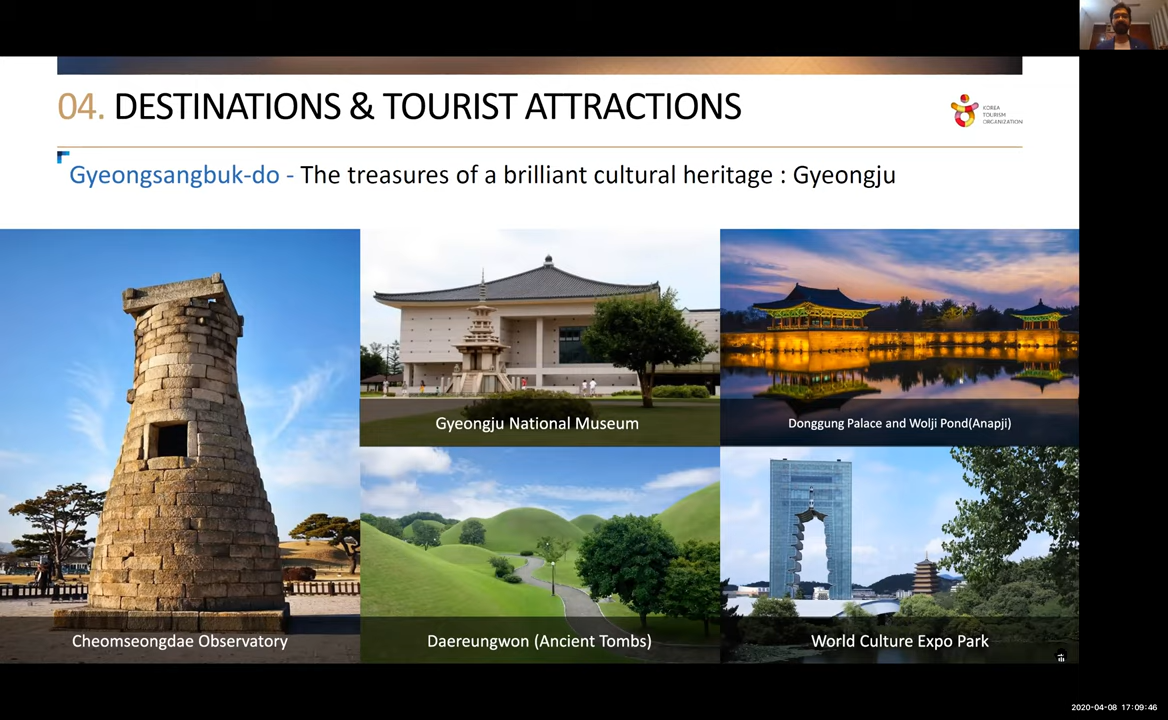 04. DESTINATIONS & TOURIST ATTRACTIONS
KOREA
TOURISM
ORGANIZATION
Gyeongsangbuk-do - The treasures of a brilliant cultural heritage : Gyeongju
Gyeongju National Museum
Donggung Palace and Wolji Pond(Anapji)
Cheomseongdae Observatory
Daereungwon (Ancient Tombs)
World Culture Expo Park
2020-04-08 17:09:46